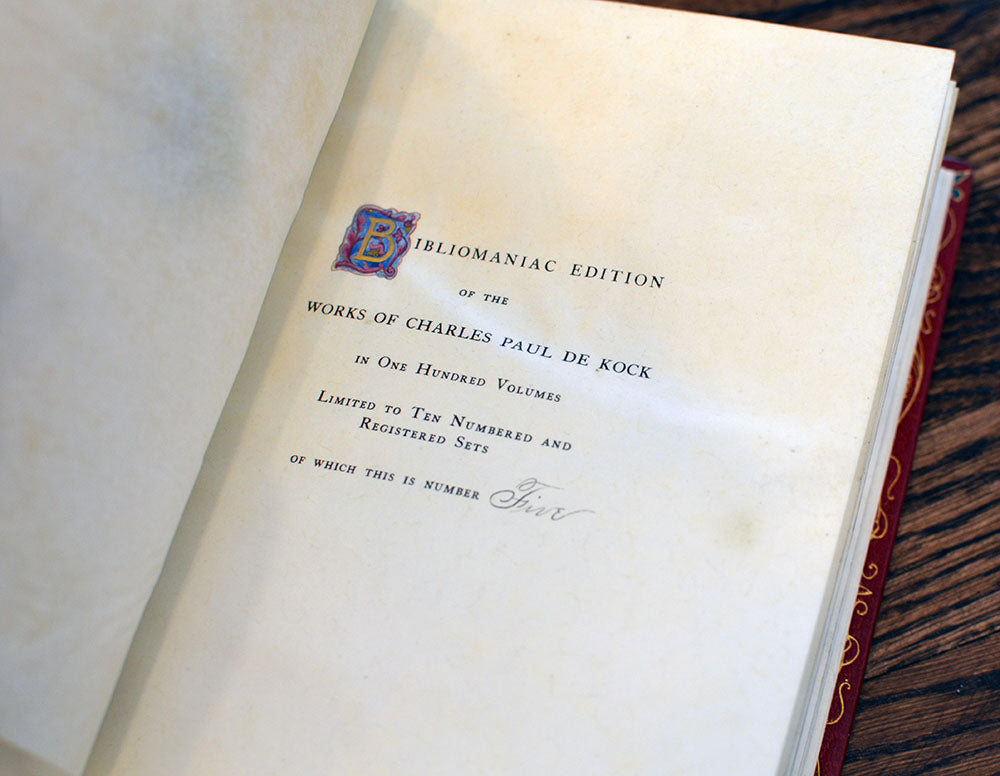 BIBLIOMANIAC EDITION
OF THE
WORKS OF CHARLES PAUL DE KOCK
IN ONE HUNDRED VOLUMES
LIMITED TO TEN NUMBERED AND
REGISTERED SETS
OF WHICH THIS IS NUMBER Five